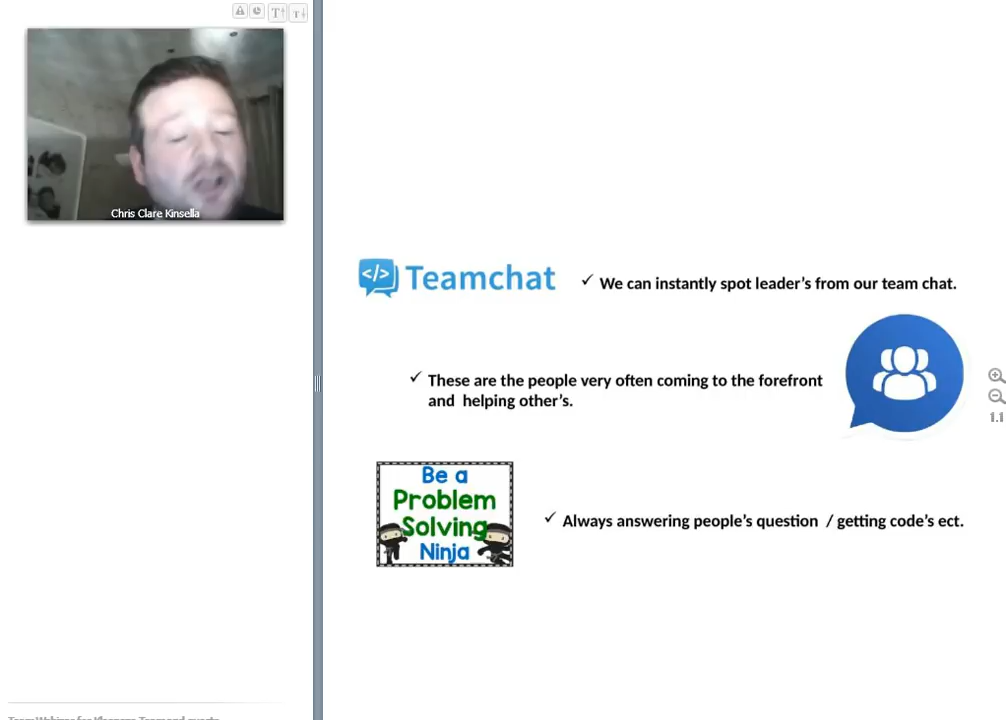 T↑ T↓
Chris Clare Kinsella
</> Teamchat
✓ We can instantly spot leader's from our team chat.
✓ These are the people very often coming to the forefront
and helping other's.
Be a
Problem
Solving
Ninja
✓ Always answering people's question / getting code's ect.
1.1